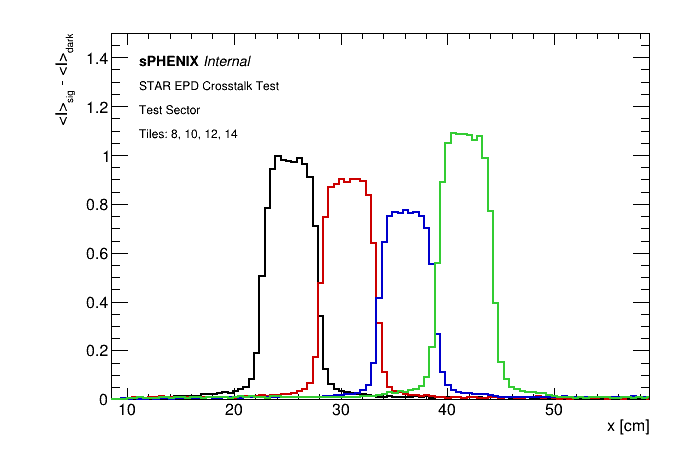 <I>sig - <I>dark
sPHENIX Internal
STAR EPD Crosstalk Test
Test Sector
Tiles: 8, 10, 12, 14
1.4
1.2
1
0.8
0.6
0.4
0.2
0
10 20 30 40 50
x [cm]